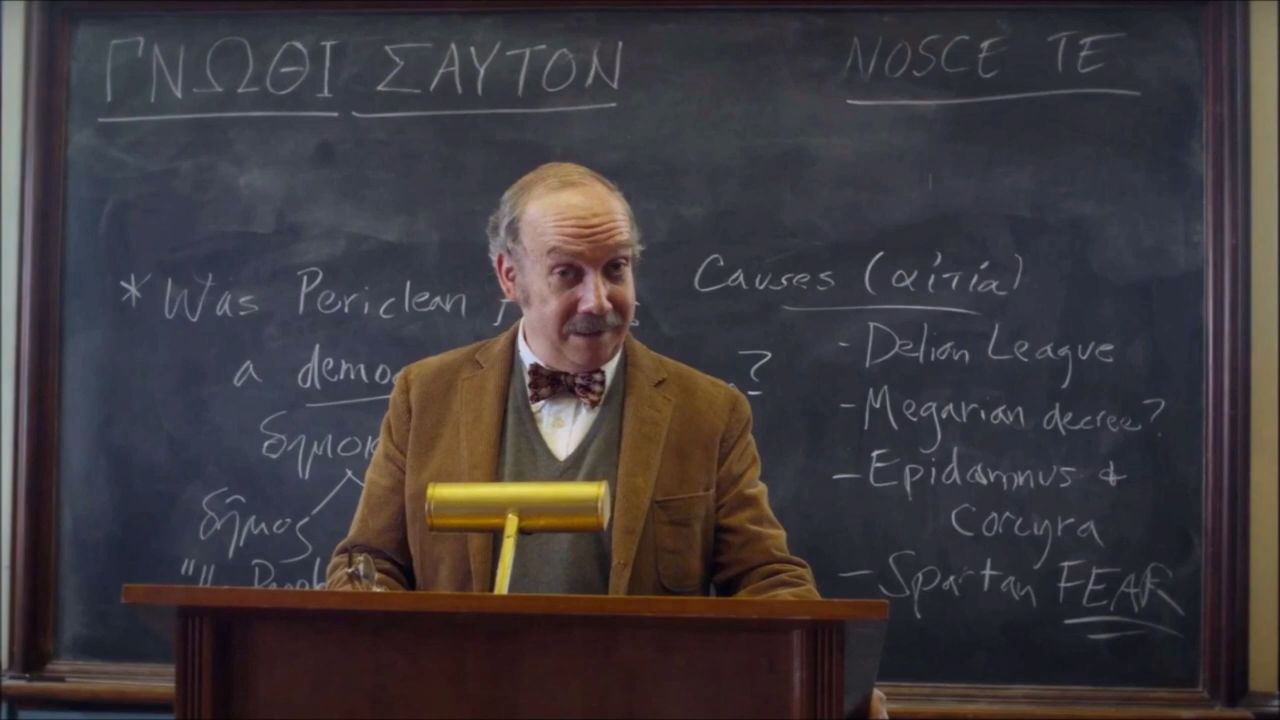 ΓΝΩΘΙ ΣΑΥΤΟΝ
NOSCE TE
* Was Periclean
a demo
?
δημοκ
δῆμος
Causes (αἰτία)
- Delian League
- Megarian decree?
- Epidamnus &
Corcyra
- Spartan FEAR